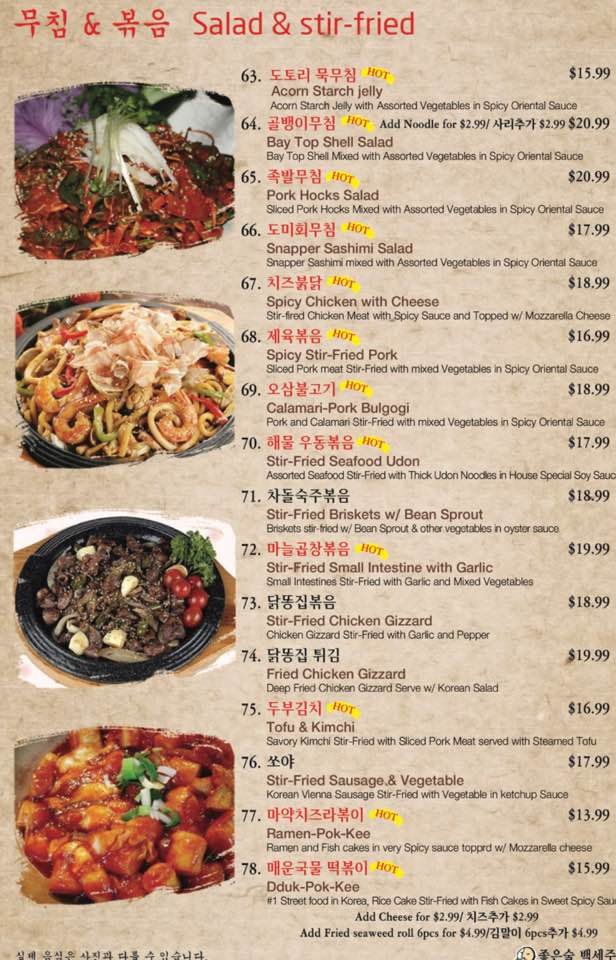 무침 & 볶음 Salad & stir-fried
63. 도토리 묵무침 HOT $15.99
Acorn Starch jelly
Acorn Starch Jelly with Assorted Vegetables in Spicy Oriental Sauce
64. 골뱅이무침 HOT Add Noodle for $2.99/ 사리추가 $2.99 $20.99
Bay Top Shell Salad
Bay Top Shell Mixed with Assorted Vegetables in Spicy Oriental Sauce
65. 족발무침 HOT $20.99
Pork Hocks Salad
Sliced Pork Hocks Mixed with Assorted Vegetables in Spicy Oriental Sauce
66. 도미회무침 HOT $17.99
Snapper Sashimi Salad
Snapper Sashimi mixed with Assorted Vegetables in Spicy Oriental Sauce
67. 치즈붉닭 HOT $18.99
Spicy Chicken with Cheese
Stir-fired Chicken Meat with Spicy Sauce and Topped w/ Mozzarella Cheese
68. 제육볶음 HOT $16.99
Spicy Stir-Fried Pork
Sliced Pork meat Stir-Fried with mixed Vegetables in Spicy Oriental Sauce
69. 오삼불고기 HOT $18.99
Calamari-Pork Bulgogi
Pork and Calamari Stir-Fried with mixed Vegetables in Spicy Oriental Sauce
70. 해물 우동볶음 HOT $17.99
Stir-Fried Seafood Udon
Assorted Seafood Stir-Fried with Thick Udon Noodles in House Special Soy Sauc
71. 차돌숙주볶음 $18.99
Stir-Fried Briskets w/ Bean Sprout
Briskets stir-fried w/ Bean Sprout & other vegetables in oyster sauce
72. 마늘곱창볶음 HOT $19.99
Stir-Fried Small Intestine with Garlic
Small Intestines Stir-Fried with Garlic and Mixed Vegetables
73. 닭똥집볶음 $18.99
Stir-Fried Chicken Gizzard
Chicken Gizzard Stir-Fried with Garlic and Pepper
74. 닭똥집 튀김 $19.99
Fried Chicken Gizzard
Deep Fried Chicken Gizzard Serve w/ Korean Salad
75. 두부김치 HOT $16.99
Tofu & Kimchi
Savory Kimchi Stir-Fried with Sliced Pork Meat served with Steamed Tofu
76. 쏘야 $17.99
Stir-Fried Sausage & Vegetable
Korean Vienna Sausage Stir-Fried with Vegetable in ketchup Sauce
77. 마약치즈라볶이 HOT $13.99
Ramen-Pok-Kee
Ramen and Fish cakes in very Spicy sauce topprd w/ Mozzarella cheese
78. 매운국물 떡볶이 HOT $15.99
Dduk-Pok-Kee
#1 Street food in Korea, Rice Cake Stir-Fried with Fish Cakes in Sweet Spicy Sau
Add Cheese for $2.99/ 치즈추가 $2.99
Add Fried seaweed roll 6pcs for $4.99/김말이 6pcs추가 $4.99
실제 음식은 사진과 다를 수 있습니다.
좋은술 백세주